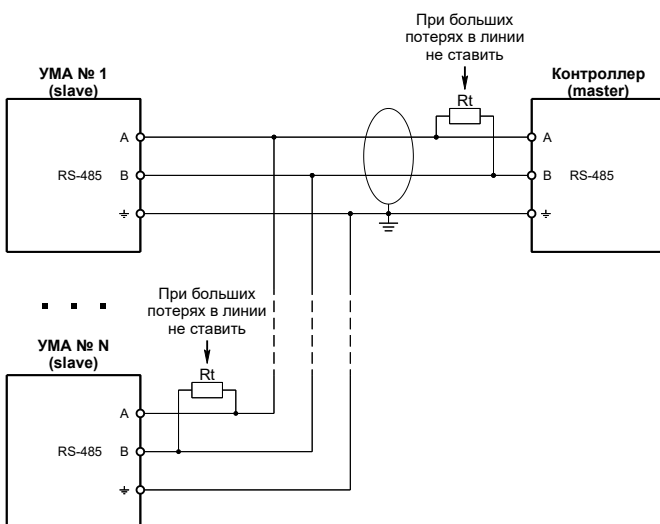 При больших
потерях в линии
не ставить
УМА № 1
(slave)
Контроллер
(master)
Rt
A
A
RS-485
B
B
RS-485
При больших
потерях в линии
не ставить
УМА № N
(slave)
Rt
A
RS-485
B